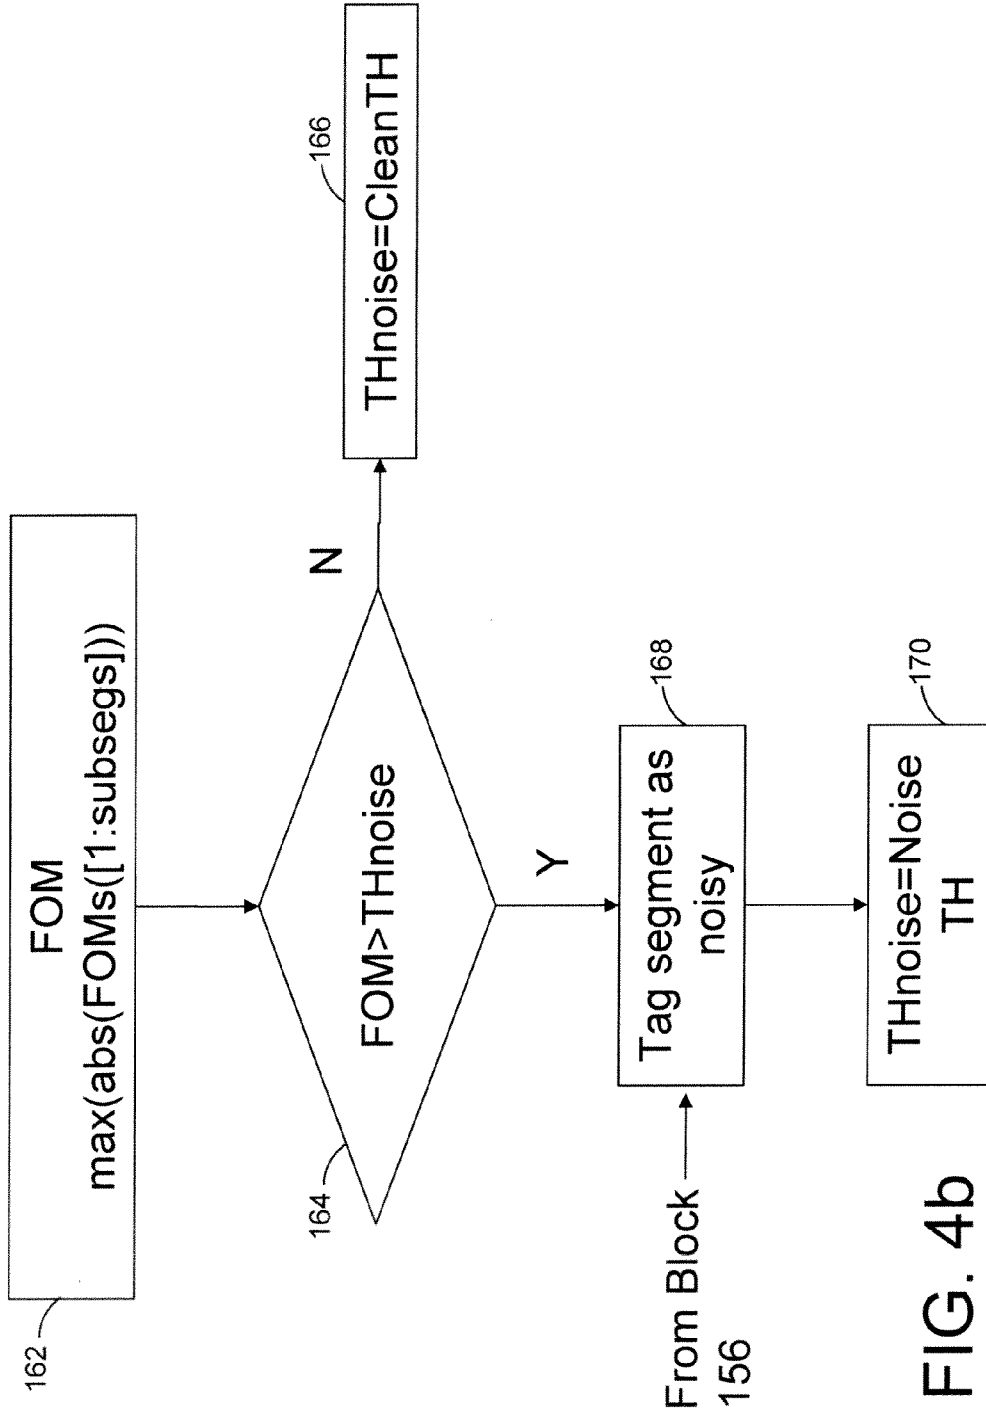 162
FOM
max(abs(FOMs([1:subsegs]))
164
FOM>THnoise
N
166
THnoise=CleanTH
Y
From Block
156
168
Tag segment as
noisy
170
THnoise=Noise
TH
FIG. 4b